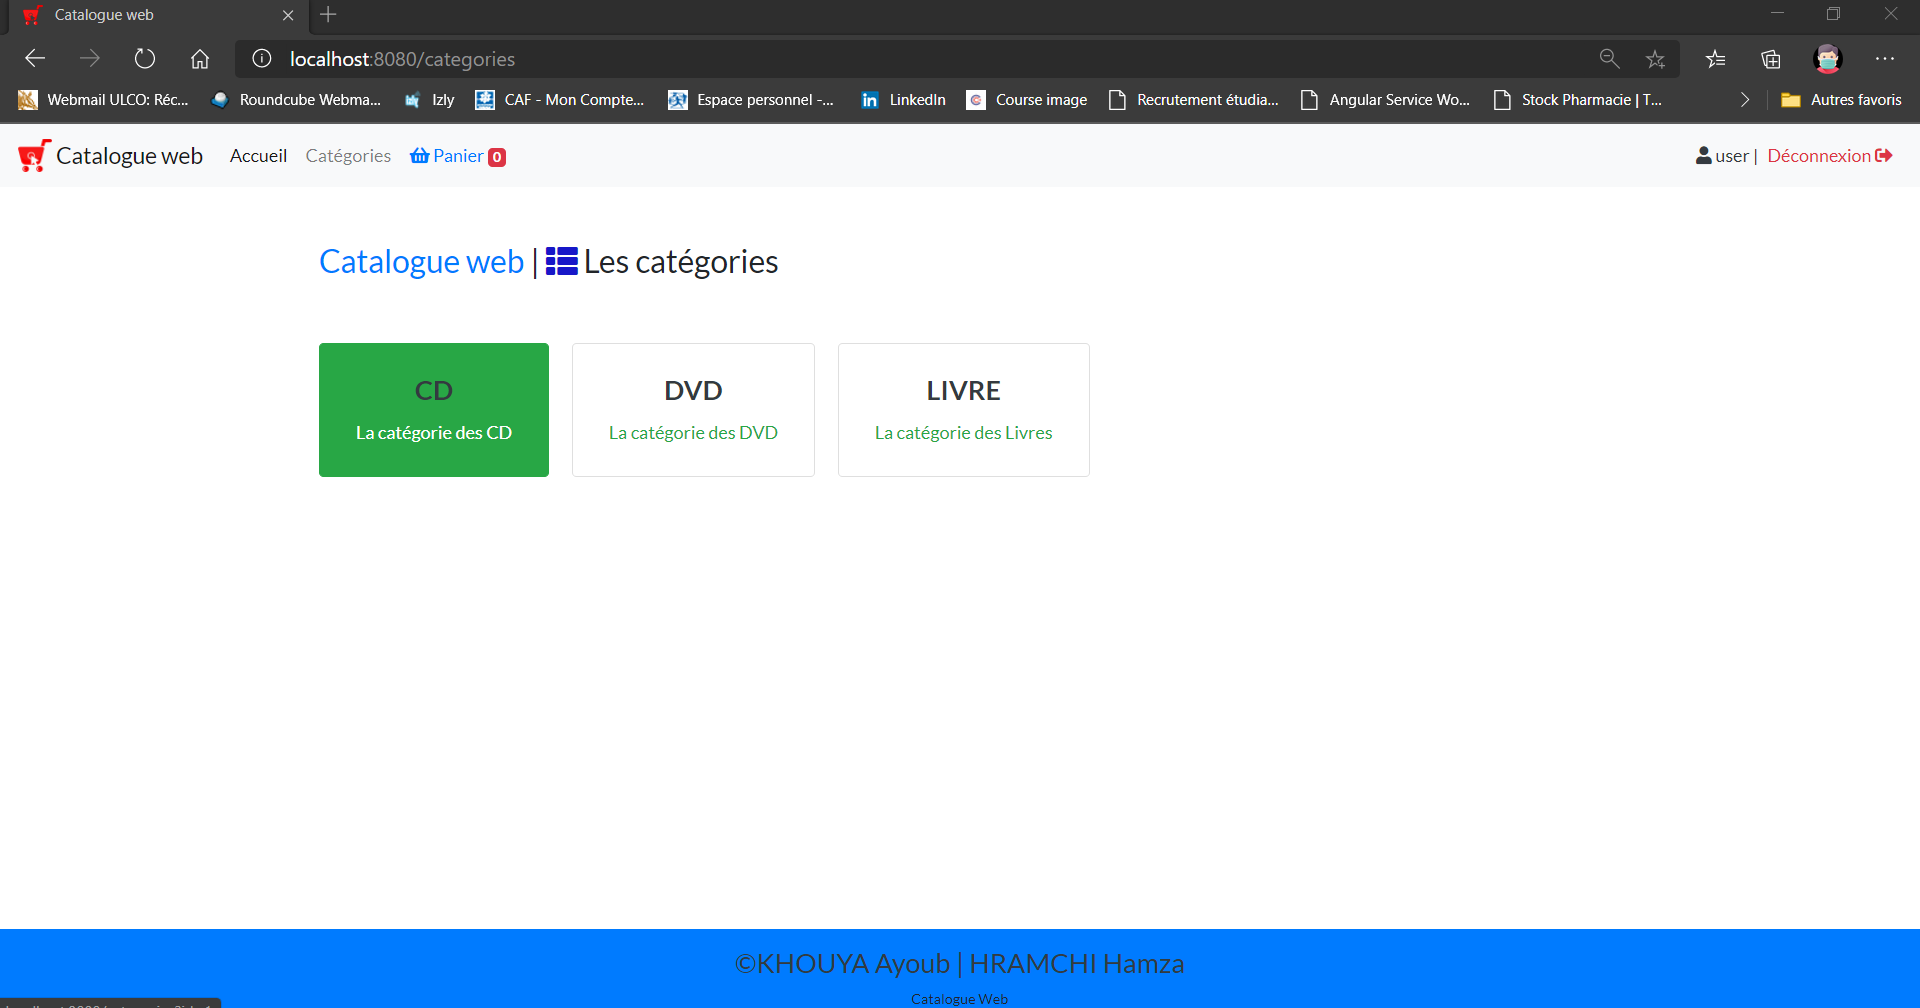 Catalogue web
localhost:8080/categories
Webmail ULCO: Réc... Roundcube Webma... Izly CAF - Mon Compte... Espace personnel -... LinkedIn Course image Recrutement étudia... Angular Service Wo... Stock Pharmacie | T... Autres favoris
Catalogue web Accueil Catégories Panier 0 user | Déconnexion
Catalogue web | Les catégories
CD DVD LIVRE
La catégorie des CD La catégorie des DVD La catégorie des Livres
©KHOUYA Ayoub | HRAMCHI Hamza
Catalogue Web